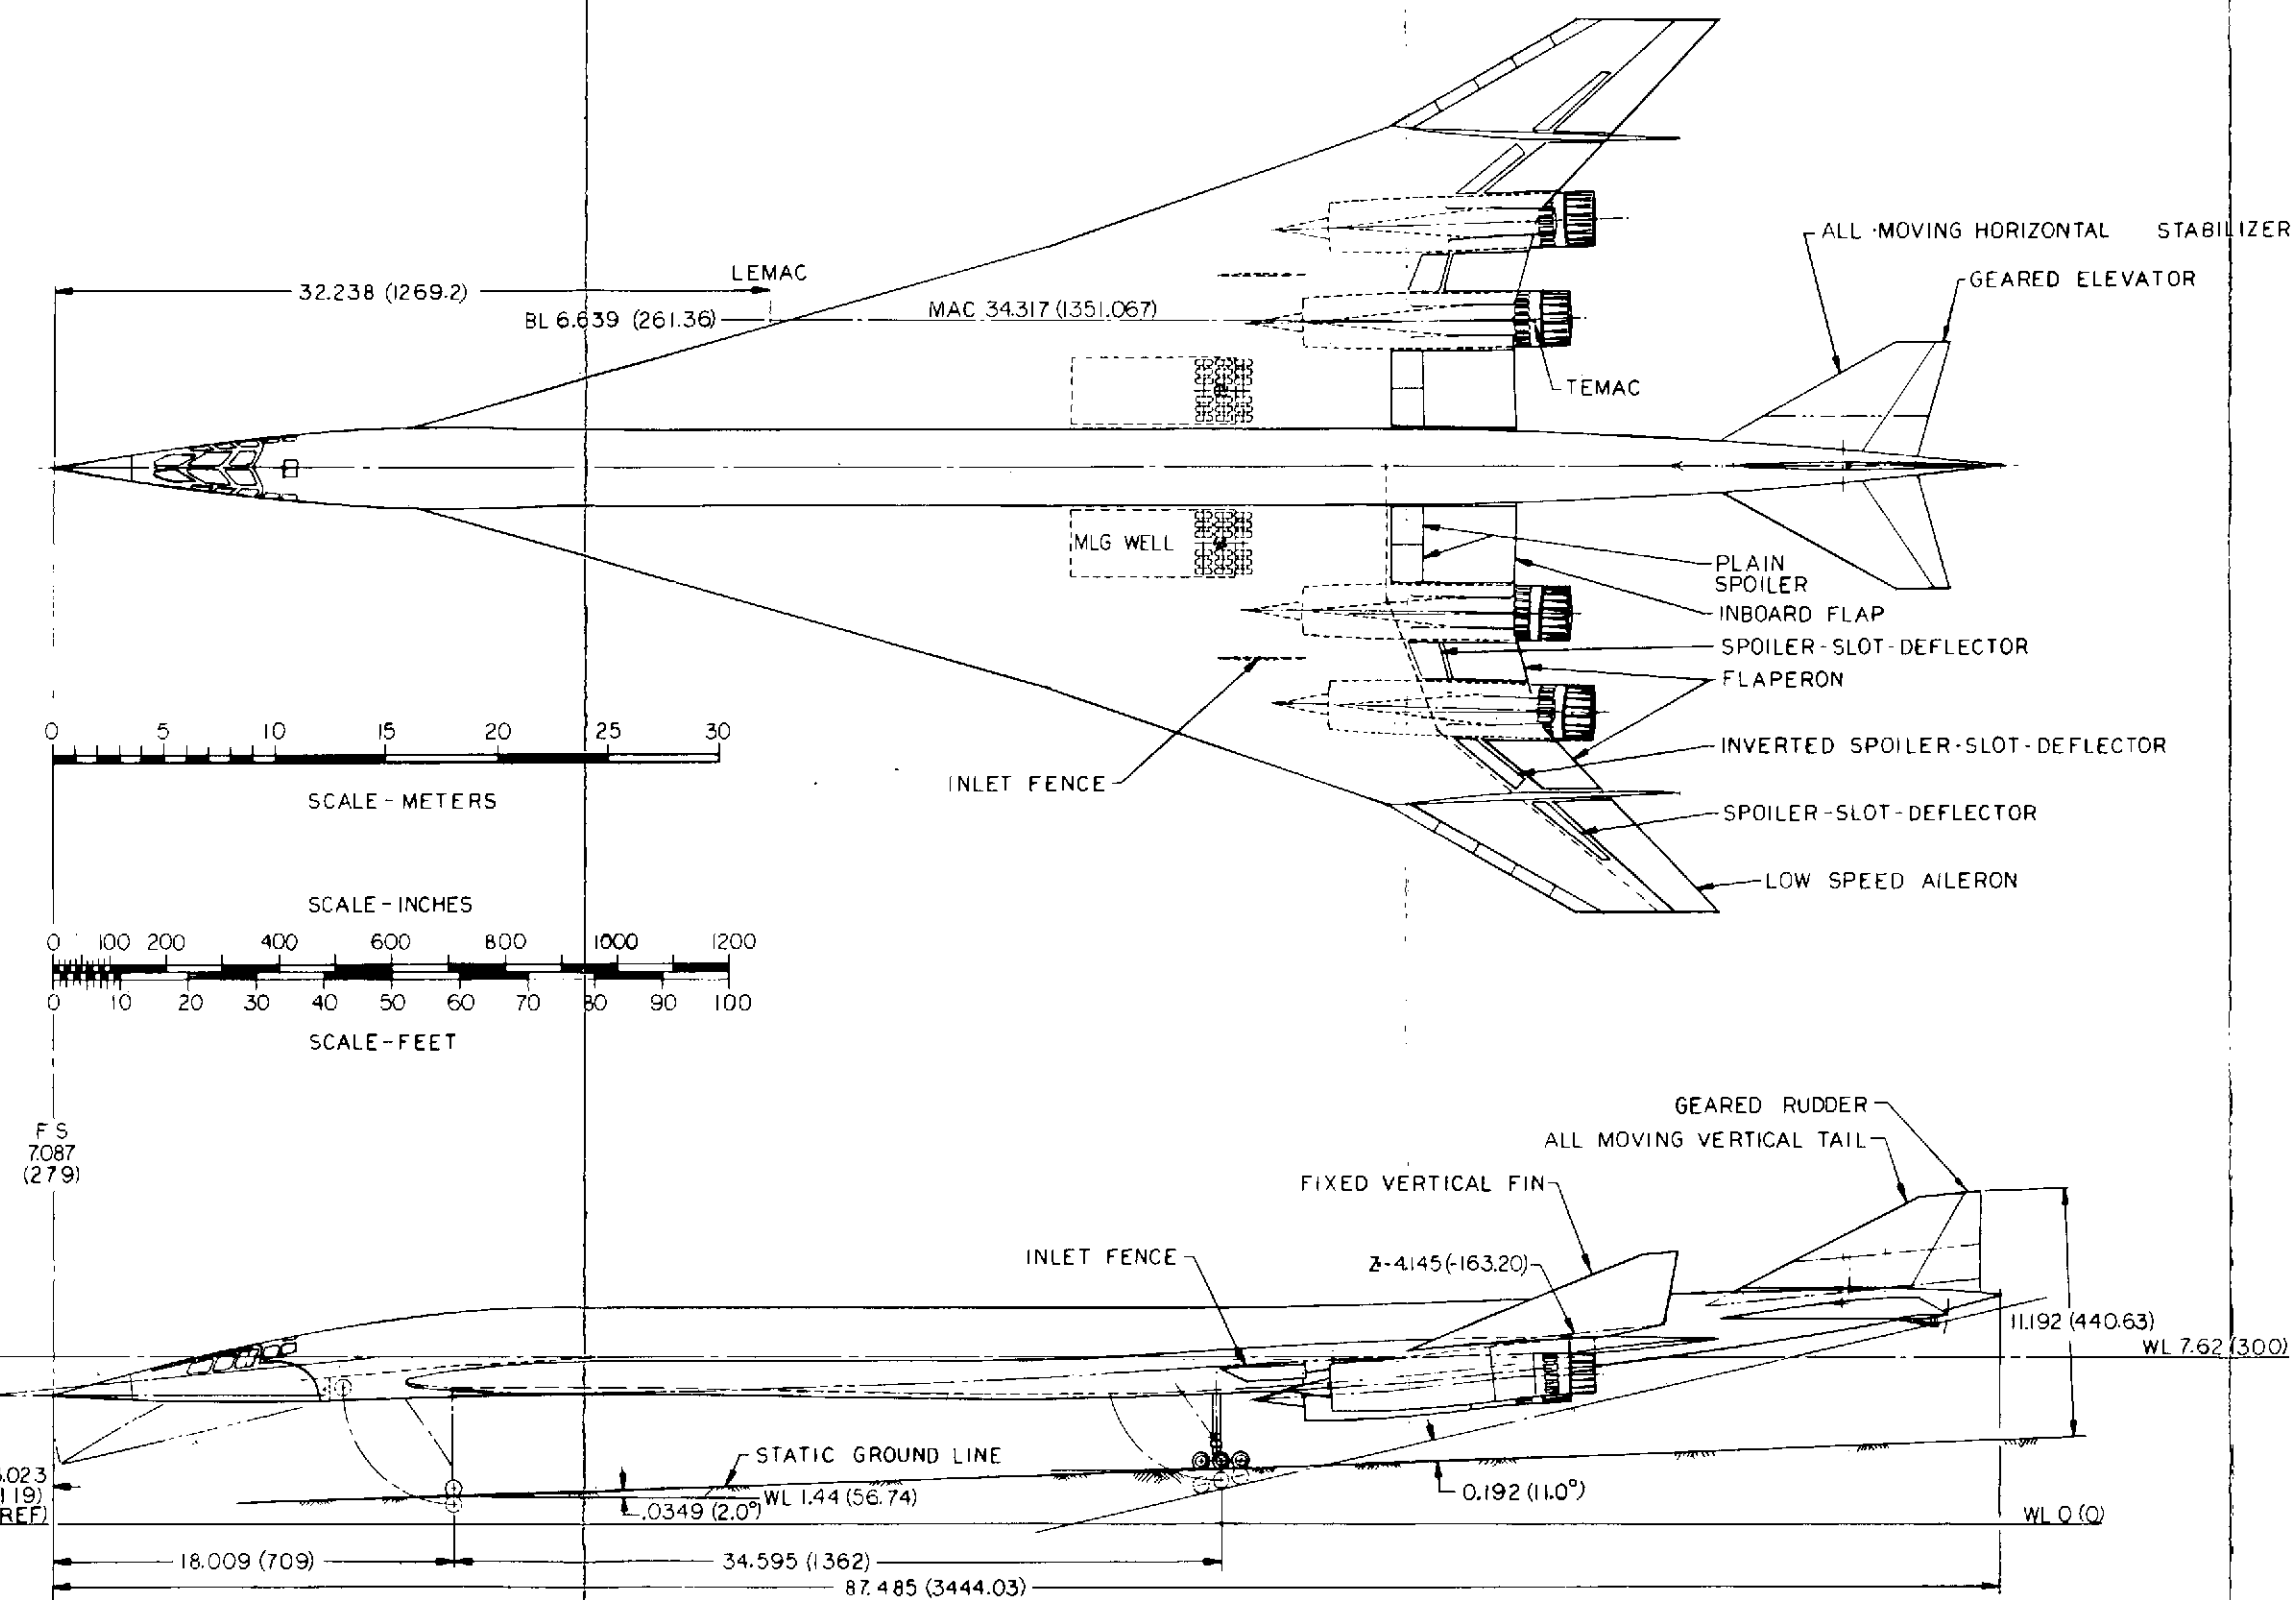 ALL MOVING HORIZONTAL STABILIZER
GEARED ELEVATOR
LEMAC
32.238 (1269.2)
BL 6.639 (261.36)
MAC 34.317 (1351.067)
TEMAC
MLG WELL
PLAIN
SPOILER
INBOARD FLAP
SPOILER-SLOT-DEFLECTOR
FLAPERON
INVERTED SPOILER-SLOT-DEFLECTOR
SPOILER-SLOT-DEFLECTOR
LOW SPEED AILERON
INLET FENCE
0 5 10 15 20 25 30
SCALE-METERS
SCALE-INCHES
0 100 200 400 600 800 1000 1200
0 10 20 30 40 50 60 70 80 90 100
SCALE-FEET
FS
7.087
(279)
GEARED RUDDER
ALL MOVING VERTICAL TAIL
FIXED VERTICAL FIN
INLET FENCE
Z-4.145(-163.20)
11.192 (440.63)
WL 7.62 (300)
STATIC GROUND LINE
WL 1.44 (56.74)
.0349 (2.0°)
0.192 (11.0°)
.023
119)
REF)
WL 0 (0)
18.009 (709)
34.595 (1362)
87.485 (3444.03)